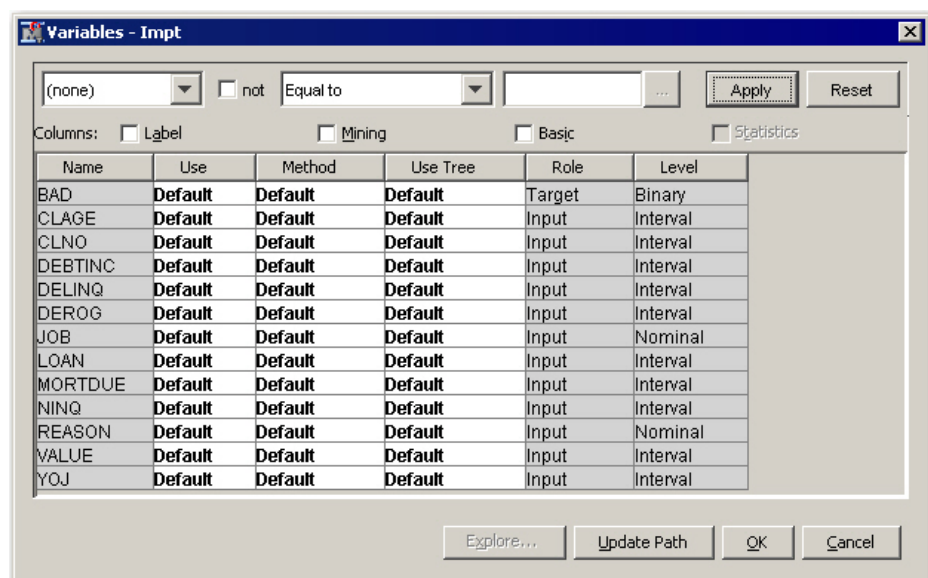 Variables - Impt
(none) not Equal to ... Apply Reset
Columns: Label Mining Basic Statistics
Name Use Method Use Tree Role Level
BAD Default Default Default Target Binary
CLAGE Default Default Default Input Interval
CLNO Default Default Default Input Interval
DEBTINC Default Default Default Input Interval
DELINQ Default Default Default Input Interval
DEROG Default Default Default Input Interval
JOB Default Default Default Input Nominal
LOAN Default Default Default Input Interval
MORTDUE Default Default Default Input Interval
NINQ Default Default Default Input Interval
REASON Default Default Default Input Nominal
VALUE Default Default Default Input Interval
YOJ Default Default Default Input Interval
Explore... Update Path OK Cancel